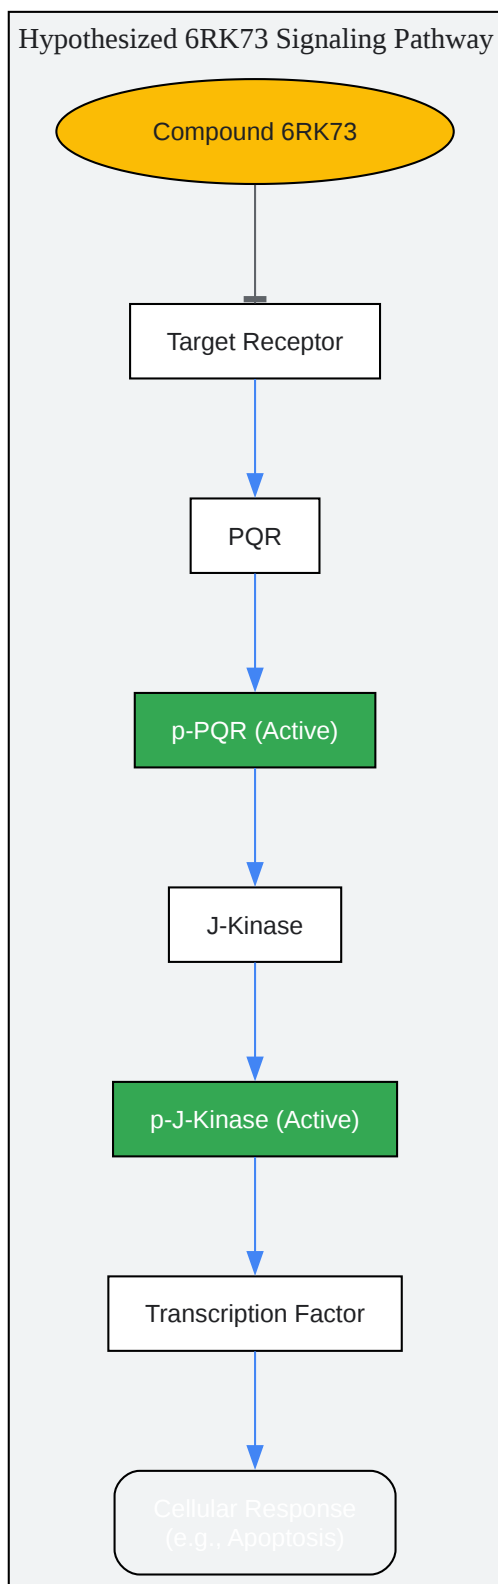 Hypothesized 6RK73 Signaling Pathway
Compound 6RK73
Target Receptor
PQR
p-PQR (Active)
J-Kinase
p-J-Kinase (Active)
Transcription Factor
Cellular Response
(e.g., Apoptosis)